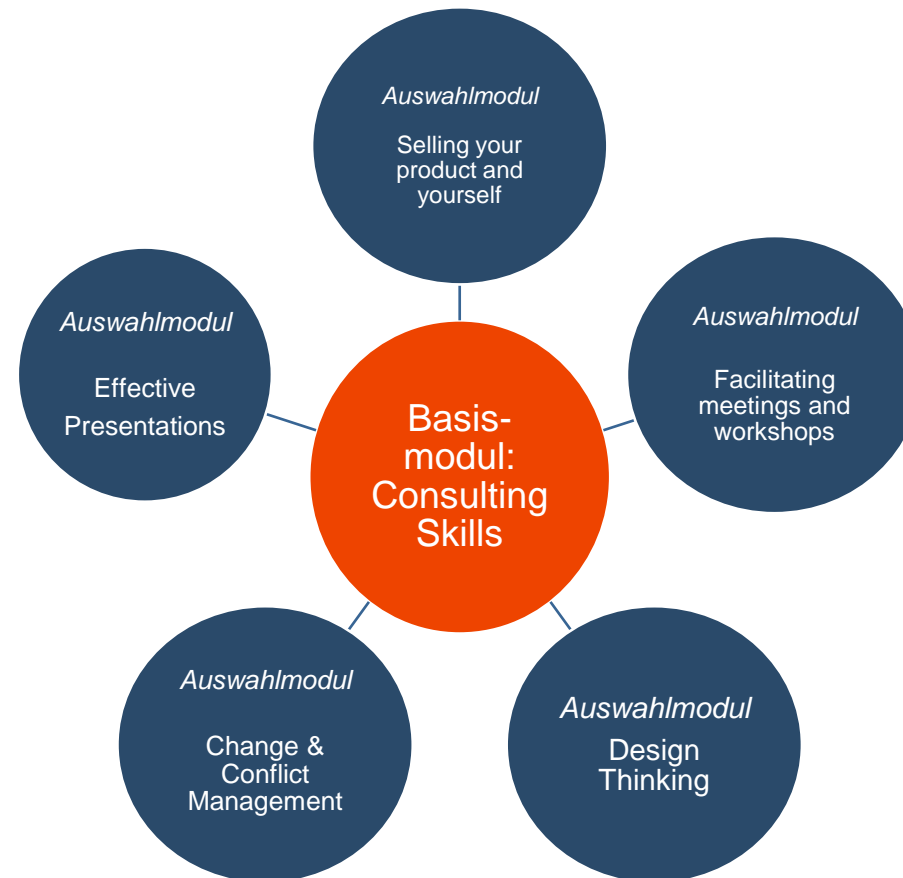 Auswahlmodul
Selling your
product and
yourself
Auswahlmodul
Facilitating
meetings and
workshops
Auswahlmodul
Design
Thinking
Auswahlmodul
Change &
Conflict
Management
Auswahlmodul
Effective
Presentations
Basis-
modul:
Consulting
Skills